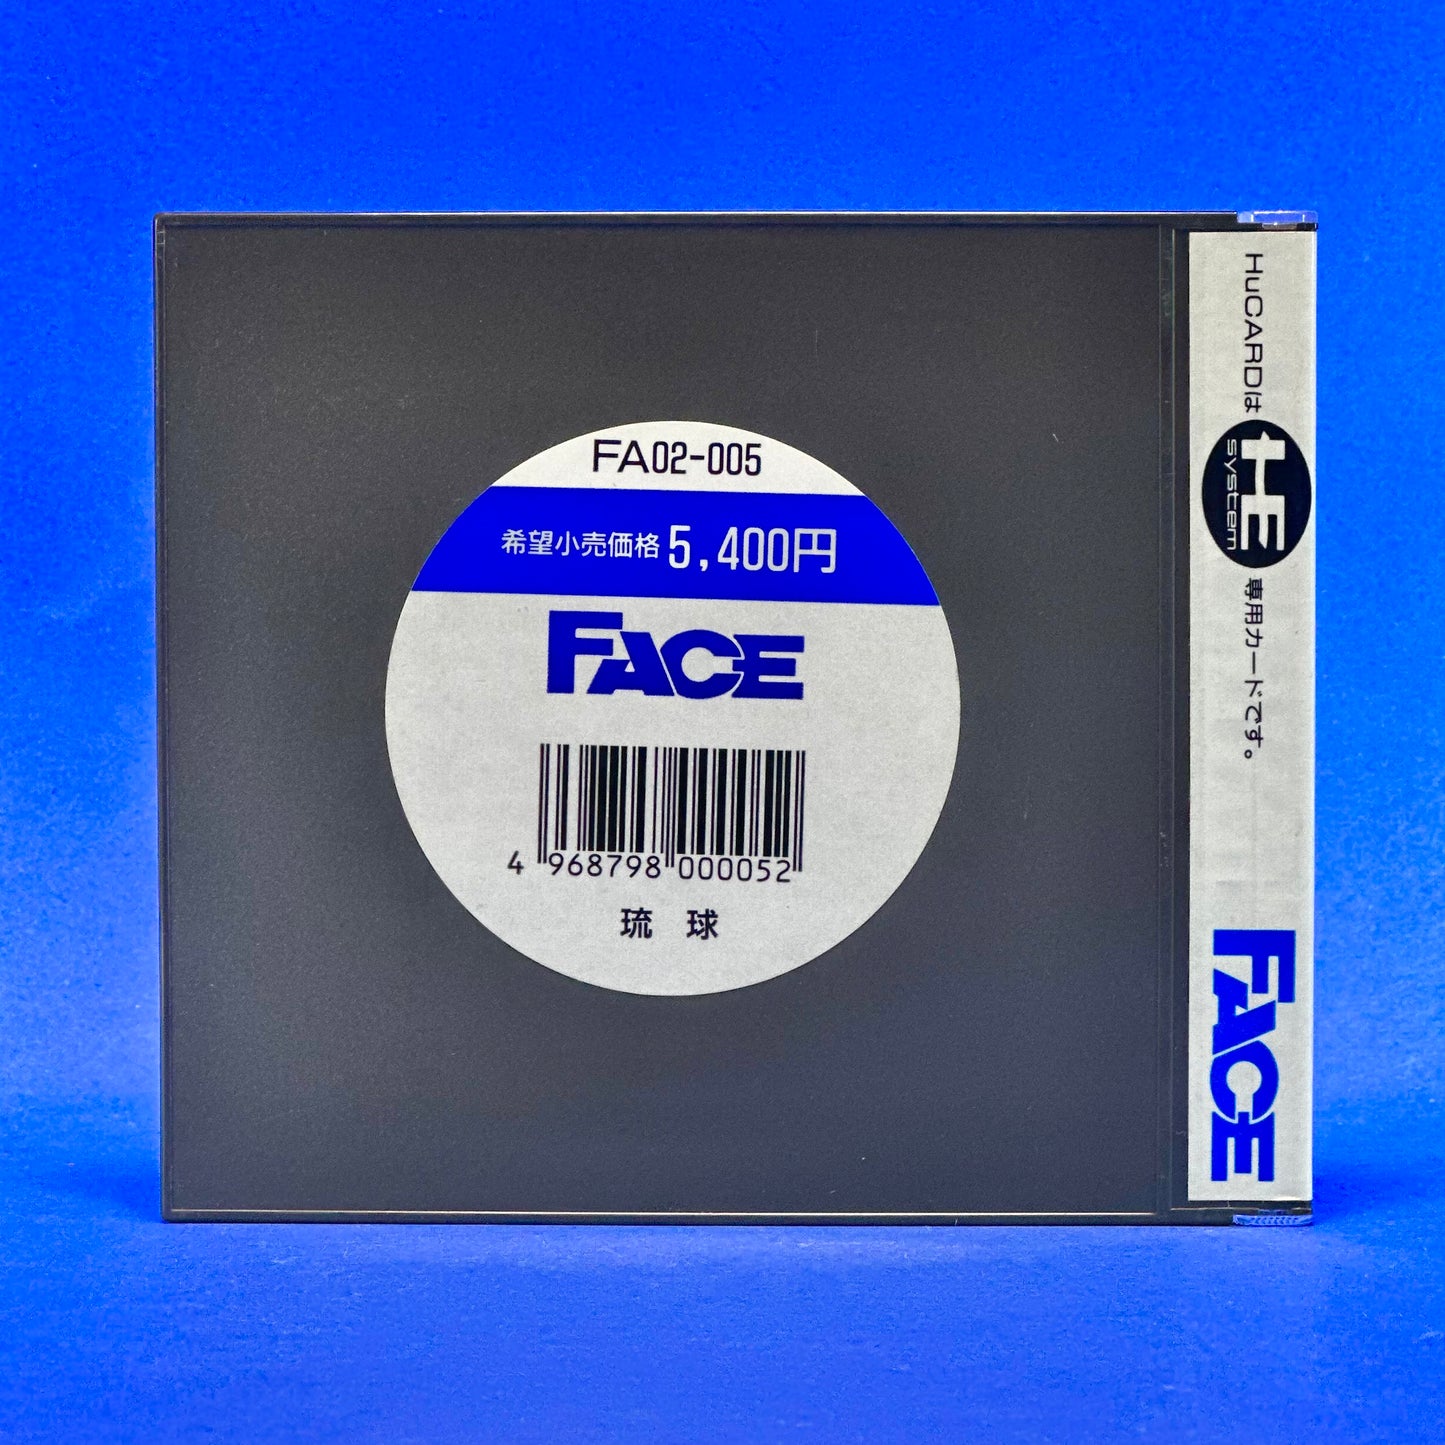 FA02-005
希望小売価格 5,400円
FACE
4 968798 000052
琉 球
HuCARDは HE system 専用カードです。
FACE